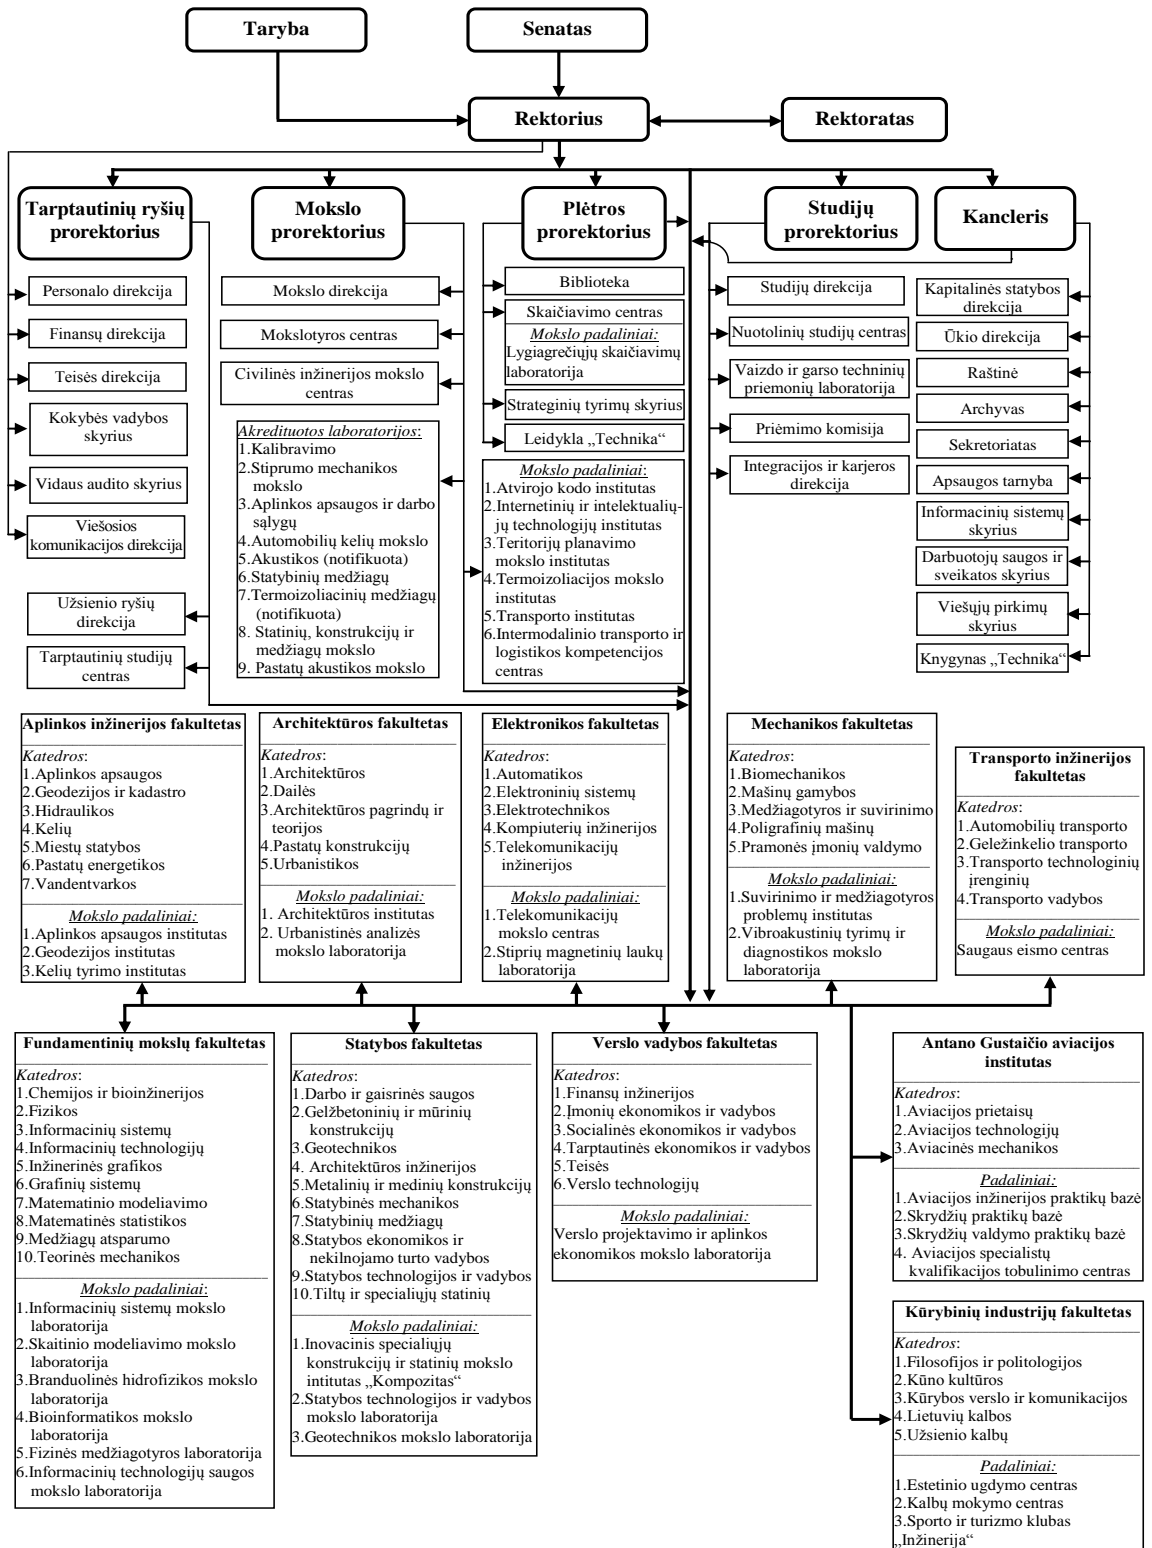 Taryba
Senatas
Rektorius
Rektoratas
Tarptautinių ryšių
prorektorius
Mokslo
prorektorius
Plėtros
prorektorius
Studijų
prorektorius
Kancleris
Personalo direkcija
Finansų direkcija
Teisės direkcija
Kokybės vadybos
skyrius
Vidaus audito skyrius
Viešosios
komunikacijos direkcija
Užsienio ryšių
direkcija
Tarptautinių studijų
centras
Mokslo direkcija
Mokslotyros centras
Civilinės inžinerijos mokslo
centras
Akredituotos laboratorijos:
1.Kalibravimo
2.Stiprumo mechanikos
mokslo
3.Aplinkos apsaugos ir darbo
sąlygų
4.Automobilių kelių mokslo
5.Akustikos (notifikuota)
6.Statybinių medžiagų
7.Termoizoliacinių medžiagų
(notifikuota)
8. Statinių, konstrukcijų ir
medžiagų mokslo
9. Pastatų akustikos mokslo
Biblioteka
Skaičiavimo centras
Mokslo padaliniai:
Lygiagrečiųjų skaičiavimų
laboratorija
Strateginių tyrimų skyrius
Leidykla „Technika“
Mokslo padaliniai:
1.Atvirojo kodo institutas
2.Internetinių ir intelektualių-
jų technologijų institutas
3.Teritorijų planavimo
mokslo institutas
4.Termoizoliacijos mokslo
institutas
5.Transporto institutas
6.Intermodalinio transporto ir
logistikos kompetencijos
centras
Studijų direkcija
Nuotolinių studijų centras
Vaizdo ir garso techninių
priemonių laboratorija
Priėmimo komisija
Integracijos ir karjeros
direkcija
Kapitalinės statybos
direkcija
Ūkio direkcija
Raštinė
Archyvas
Sekretoriatas
Apsaugos tarnyba
Informacinių sistemų
skyrius
Darbuotojų saugos ir
sveikatos skyrius
Viešųjų pirkimų
skyrius
Knygynas „Technika“
Aplinkos inžinerijos fakultetas
Katedros:
1.Aplinkos apsaugos
2.Geodezijos ir kadastro
3.Hidraulikos
4.Kelių
5.Miestų statybos
6.Pastatų energetikos
7.Vandentvarkos
Mokslo padaliniai:
1.Aplinkos apsaugos institutas
2.Geodezijos institutas
3.Kelių tyrimo institutas
Architektūros fakultetas
Katedros:
1.Architektūros
2.Dailės
3.Architektūros pagrindų ir
teorijos
4.Pastatų konstrukcijų
5.Urbanistikos
Mokslo padaliniai:
1. Architektūros institutas
2. Urbanistinės analizės
mokslo laboratorija
Elektronikos fakultetas
Katedros:
1.Automatikos
2.Elektroninių sistemų
3.Elektrotechnikos
4.Kompiuterių inžinerijos
5.Telekomunikacijų
inžinerijos
Mokslo padaliniai:
1.Telekomunikacijų
mokslo centras
2.Stiprių magnetinių laukų
laboratorija
Mechanikos fakultetas
Katedros:
1.Biomechanikos
2.Mašinų gamybos
3.Medžiagotyros ir suvirinimo
4.Poligrafinių mašinų
5.Pramonės įmonių valdymo
Mokslo padaliniai:
1.Suvirinimo ir medžiagotyros
problemų institutas
2.Vibroakustinių tyrimų ir
diagnostikos mokslo
laboratorija
Transporto inžinerijos
fakultetas
Katedros:
1.Automobilių transporto
2.Geležinkelio transporto
3.Transporto technologinių
įrenginių
4.Transporto vadybos
Mokslo padaliniai:
Saugaus eismo centras
Fundamentinių mokslų fakultetas
Katedros:
1.Chemijos ir bioinžinerijos
2.Fizikos
3.Informacinių sistemų
4.Informacinių technologijų
5.Inžinerinės grafikos
6.Grafinių sistemų
7.Matematinio modeliavimo
8.Matematinės statistikos
9.Medžiagų atsparumo
10.Teorinės mechanikos
Mokslo padaliniai:
1.Informacinių sistemų mokslo
laboratorija
2.Skaitinio modeliavimo mokslo
laboratorija
3.Branduolinės hidrofizikos mokslo
laboratorija
4.Bioinformatikos mokslo
laboratorija
5.Fizinės medžiagotyros laboratorija
6.Informacinių technologijų saugos
mokslo laboratorija
Statybos fakultetas
Katedros:
1.Darbo ir gaisrinės saugos
2.Gelžbetoninių ir mūrinių
konstrukcijų
3.Geotechnikos
4. Architektūros inžinerijos
5.Metalinių ir medinių konstrukcijų
6.Statybinės mechanikos
7.Statybinių medžiagų
8.Statybos ekonomikos ir
nekilnojamo turto vadybos
9.Statybos technologijos ir vadybos
10.Tiltų ir specialiųjų statinių
Mokslo padaliniai:
1.Inovacinis specialiųjų
konstrukcijų ir statinių mokslo
intitutas „Kompozitas“
2.Statybos technologijos ir vadybos
mokslo laboratorija
3.Geotechnikos mokslo laboratorija
Verslo vadybos fakultetas
Katedros:
1.Finansų inžinerijos
2.Įmonių ekonomikos ir vadybos
3.Socialinės ekonomikos ir vadybos
4.Tarptautinės ekonomikos ir vadybos
5.Teisės
6.Verslo technologijų
Mokslo padaliniai:
Verslo projektavimo ir aplinkos
ekonomikos mokslo laboratorija
Antano Gustaičio aviacijos
institutas
Katedros:
1.Aviacijos prietaisų
2.Aviacijos technologijų
3.Aviacinės mechanikos
Padaliniai:
1.Aviacijos inžinerijos praktikų bazė
2.Skrydžių praktikų bazė
3.Skrydžių valdymo praktikų bazė
4. Aviacijos specialistų
kvalifikacijos tobulinimo centras
Kūrybinių industrijų fakultetas
Katedros:
1.Filosofijos ir politologijos
2.Kūno kultūros
3.Kūrybos verslo ir komunikacijos
4.Lietuvių kalbos
5.Užsienio kalbų
Padaliniai:
1.Estetinio ugdymo centras
2.Kalbų mokymo centras
3.Sporto ir turizmo klubas
„Inžinerija“